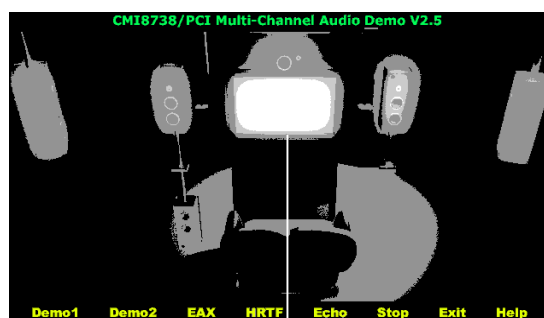 CMI8738/PCI Multi-Channel Audio Demo V2.5
Demo1 Demo2 EAX HRTF Echo Stop Exit Help